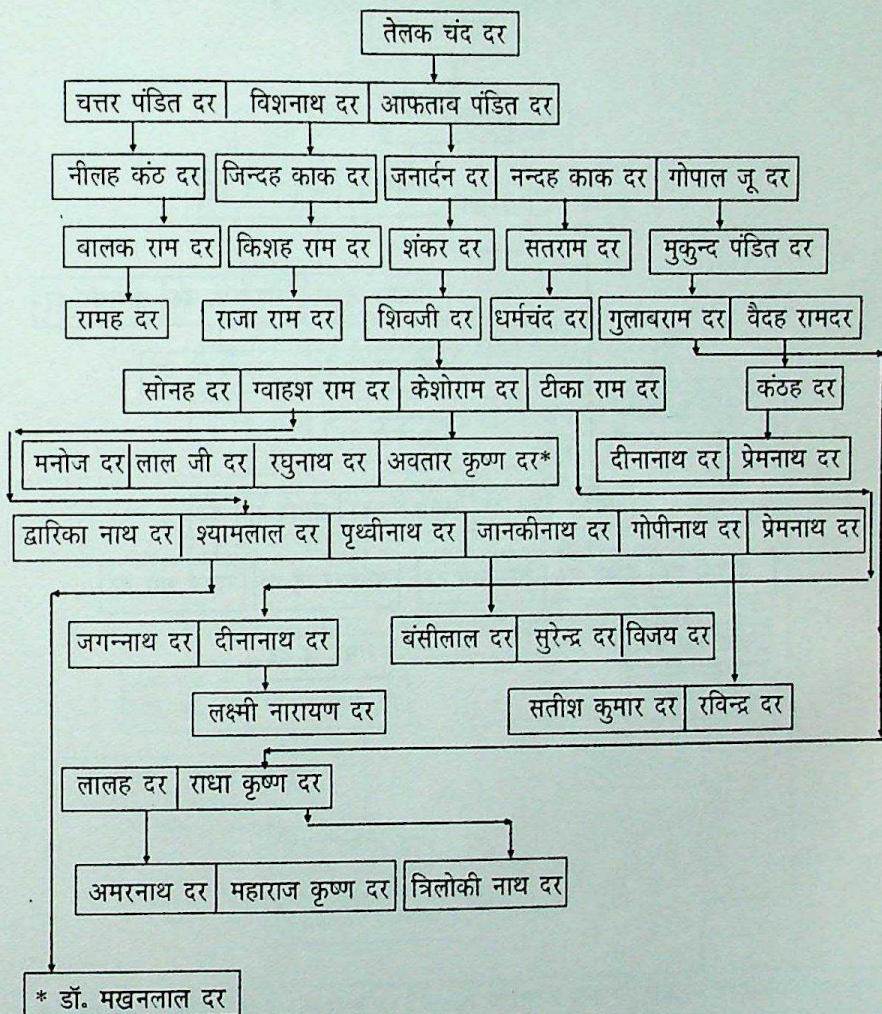 तेलक चंद दर
चत्तर पंडित दर विशनाथ दर आफताब पंडित दर
नीलह कंठ दर जिन्दह काक दर जनार्दन दर नन्दह काक दर गोपाल जू दर
बालक राम दर किशह राम दर शंकर दर सतराम दर मुकुन्द पंडित दर
रामह दर राजा राम दर शिवजी दर धर्मचंद दर गुलाबराम दर वैदह रामदर
सोनह दर ग्वाहश राम दर केशोराम दर टीका राम दर कंठह दर
मनोज दर लाल जी दर रघुनाथ दर अवतार कृष्ण दर* दीनानाथ दर प्रेमनाथ दर
द्वारिका नाथ दर श्यामलाल दर पृथ्वीनाथ दर जानकीनाथ दर गोपीनाथ दर प्रेमनाथ दर
जगन्नाथ दर दीनानाथ दर बंसीलाल दर सुरेन्द्र दर विजय दर
लक्ष्मी नारायण दर सतीश कुमार दर रविन्द्र दर
लालह दर राधा कृष्ण दर
अमरनाथ दर महाराज कृष्ण दर त्रिलोकी नाथ दर
* डॉ॰ मखनलाल दर